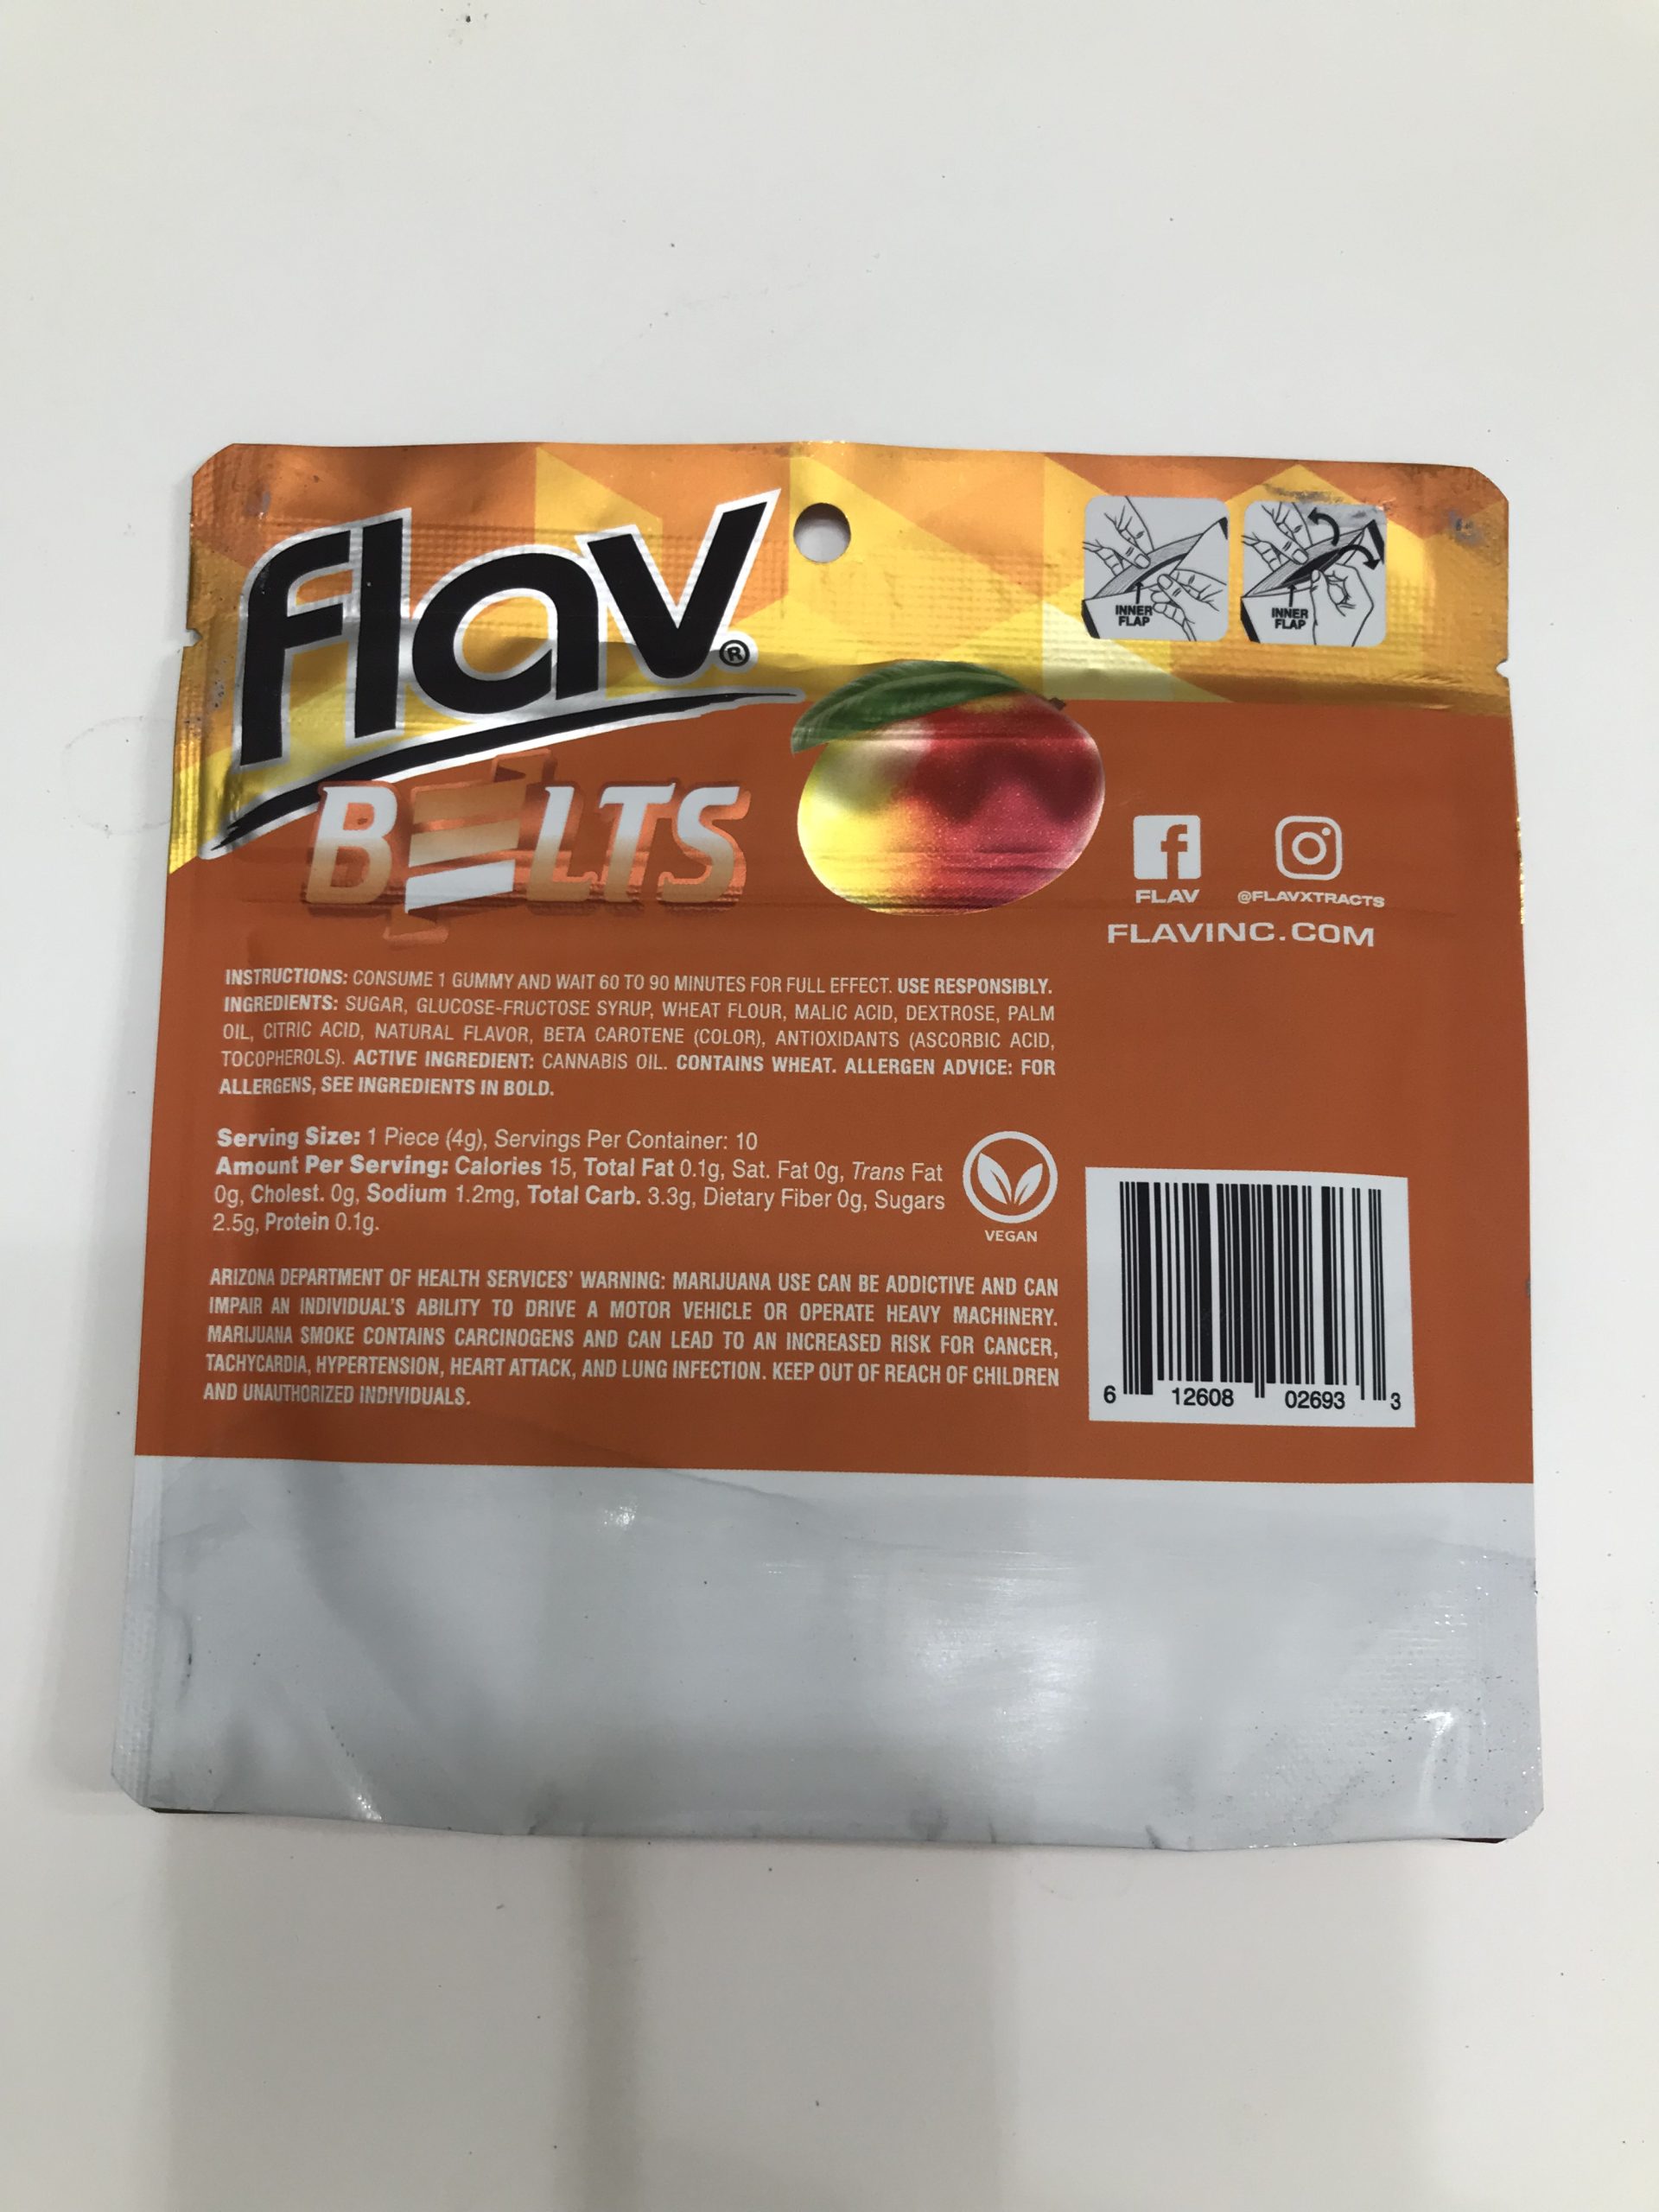 flav®
BELTS
INNER
FLAP
INNER
FLAP
FLAV
@FLAVXTRACTS
FLAVINC.COM
INSTRUCTIONS: CONSUME 1 GUMMY AND WAIT 60 TO 90 MINUTES FOR FULL EFFECT. USE RESPONSIBLY.
INGREDIENTS: SUGAR, GLUCOSE-FRUCTOSE SYRUP, WHEAT FLOUR, MALIC ACID, DEXTROSE, PALM
OIL, CITRIC ACID, NATURAL FLAVOR, BETA CAROTENE (COLOR), ANTIOXIDANTS (ASCORBIC ACID,
TOCOPHEROLS). ACTIVE INGREDIENT: CANNABIS OIL. CONTAINS WHEAT. ALLERGEN ADVICE: FOR
ALLERGENS, SEE INGREDIENTS IN BOLD.
Serving Size: 1 Piece (4g), Servings Per Container: 10
Amount Per Serving: Calories 15, Total Fat 0.1g, Sat. Fat 0g, Trans Fat
0g, Cholest. 0g, Sodium 1.2mg, Total Carb. 3.3g, Dietary Fiber 0g, Sugars
2.5g, Protein 0.1g.
VEGAN
ARIZONA DEPARTMENT OF HEALTH SERVICES' WARNING: MARIJUANA USE CAN BE ADDICTIVE AND CAN
IMPAIR AN INDIVIDUAL'S ABILITY TO DRIVE A MOTOR VEHICLE OR OPERATE HEAVY MACHINERY.
MARIJUANA SMOKE CONTAINS CARCINOGENS AND CAN LEAD TO AN INCREASED RISK FOR CANCER,
TACHYCARDIA, HYPERTENSION, HEART ATTACK, AND LUNG INFECTION. KEEP OUT OF REACH OF CHILDREN
AND UNAUTHORIZED INDIVIDUALS.
6 12608 02693 3